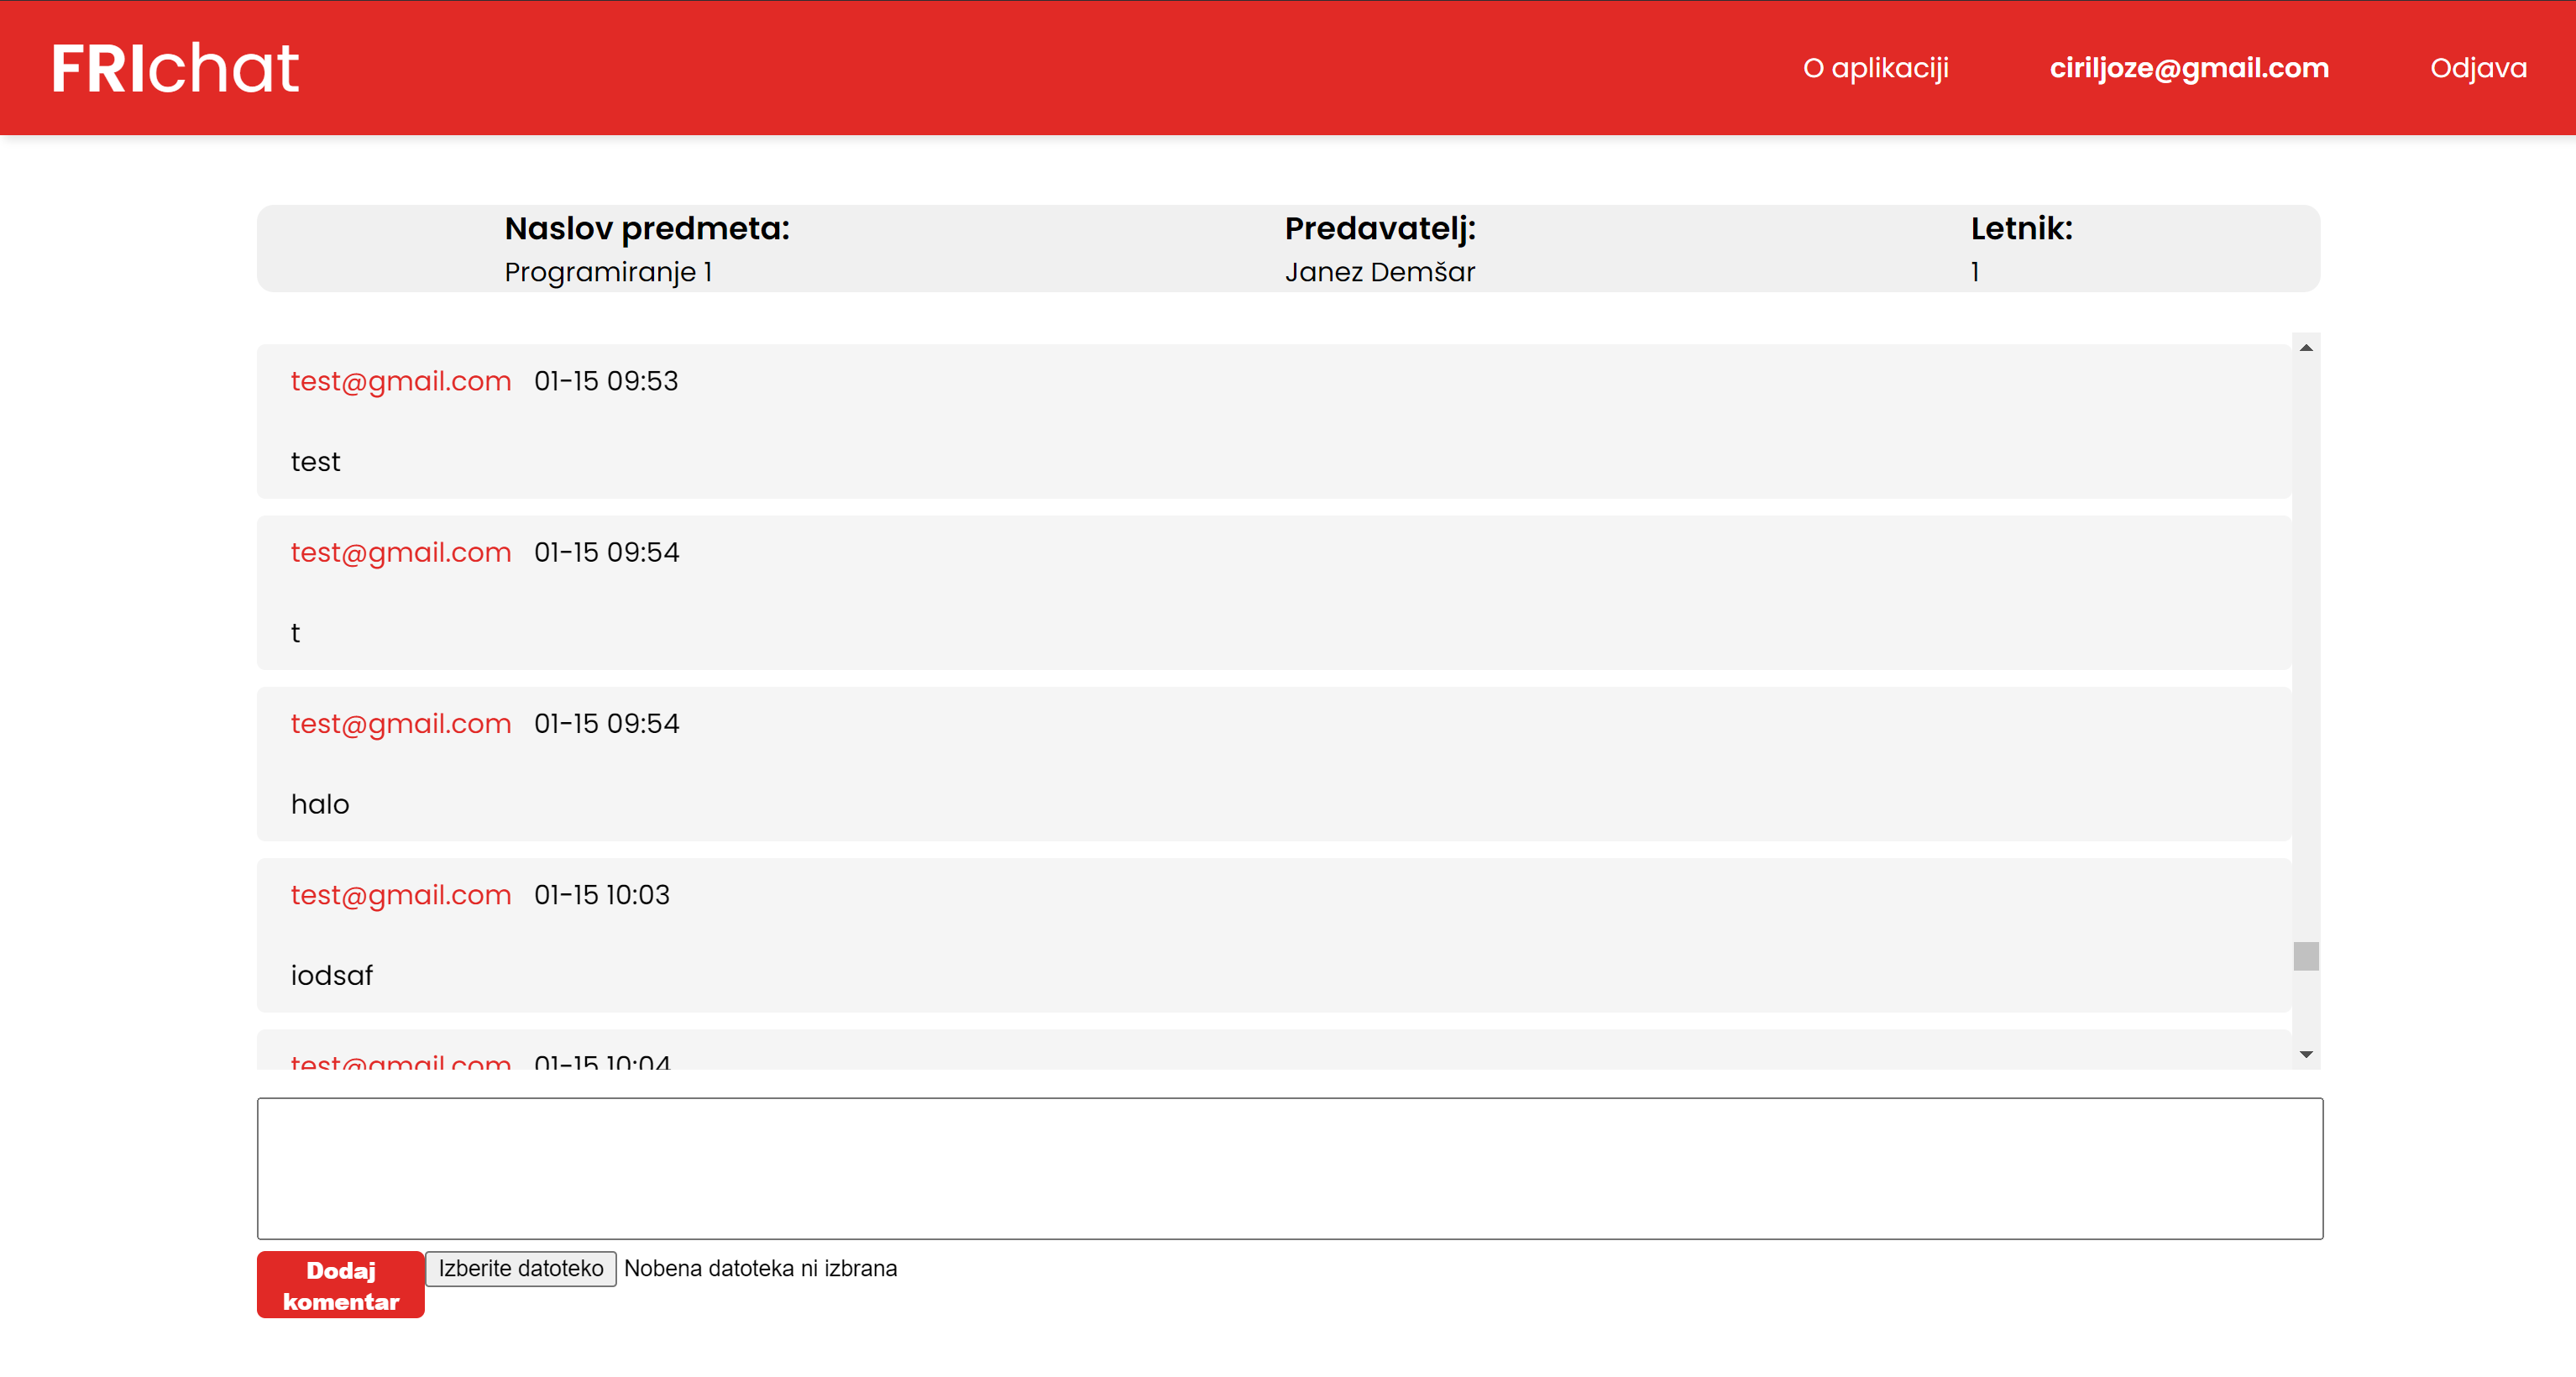 FRIchat
O aplikaciji
ciriljoze@gmail.com
Odjava
Naslov predmeta:
Programiranje 1
Predavatelj:
Janez Demšar
Letnik:
1
test@gmail.com 01-15 09:53
test
test@gmail.com 01-15 09:54
t
test@gmail.com 01-15 09:54
halo
test@gmail.com 01-15 10:03
iodsaf
test@gmail.com 01-15 10:04
Dodaj
komentar
Izberite datoteko Nobena datoteka ni izbrana